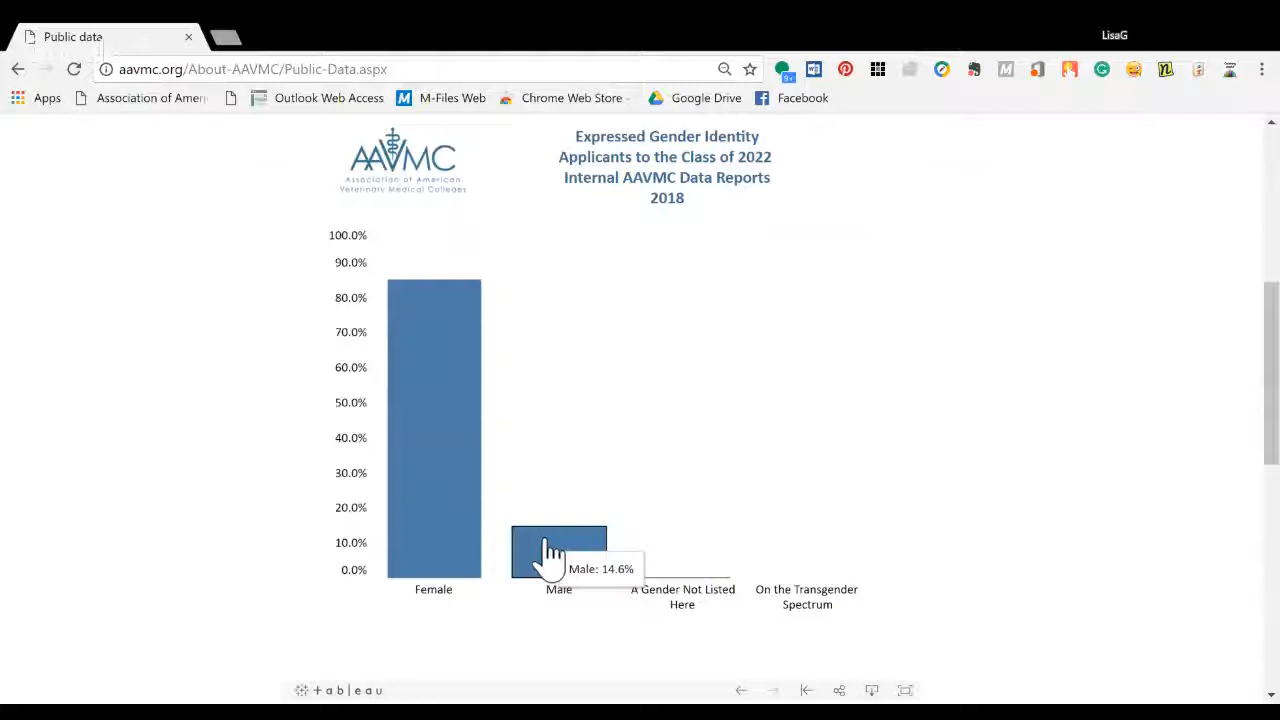 Public data
LisaG
aavmc.org/About-AAVMC/Public-Data.aspx
9+
Apps
Association of Amer
Outlook Web Access
M-Files Web
Chrome Web Store -
Google Drive
Facebook
AAVMC
Association of American
Veterinary Medical Colleges
Expressed Gender Identity
Applicants to the Class of 2022
Internal AAVMC Data Reports
2018
100.0%
90.0%
80.0%
70.0%
60.0%
50.0%
40.0%
30.0%
20.0%
10.0%
0.0%
Male: 14.6%
Female
Male
A Gender Not Listed
Here
On the Transgender
Spectrum
+ableau